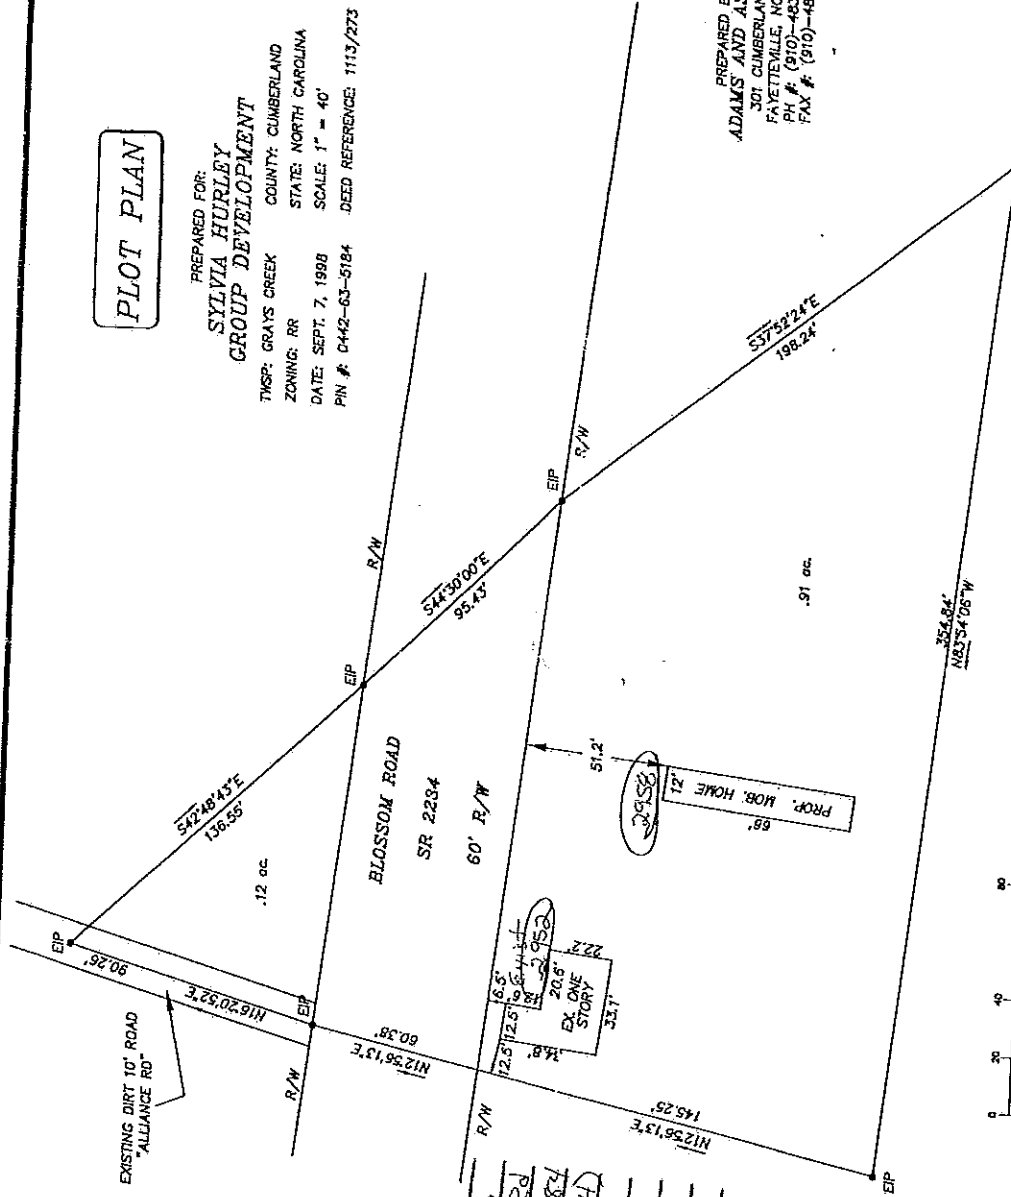 PLOT PLAN
PREPARED FOR:
SYLVIA HURLEY
GROUP DEVELOPMENT
TWSP: GRAYS CREEK COUNTY: CUMBERLAND
ZONING: RR STATE: NORTH CAROLINA
DATE: SEPT. 7, 1998 SCALE: 1" = 40'
PIN #: 0442-63-5184 DEED REFERENCE: 1113/273
PREPARED
ADAMS AND
301 CUMBERLAN
FAYETTEVILLE, NO
PH #: (910)-483
FAX #: (910)-48
EXISTING DIRT 10' ROAD
"ALLIANCE RD"
EIP
90.26'
N16°20'52"E
S42°48'43"E
136.55'
.12 ac.
EIP
R/W
EIP
R/W
BLOSSOM ROAD
SR 2234
60' R/W
60.38'
N12°56'13"E
S44°30'00"E
95.43'
EIP
R/W
S37°52'24"E
198.24'
R/W
12.5'
12.5'
6.5'
2952
20.6'
22.2'
EX. ONE
STORY
33.1'
34.8'
51.2'
2958
12'
PROP. MOB. HOME
66'
.91 ac.
145.25'
N12°56'13"E
354.84'
N83°54'06"W
EIP
0 20 40 80